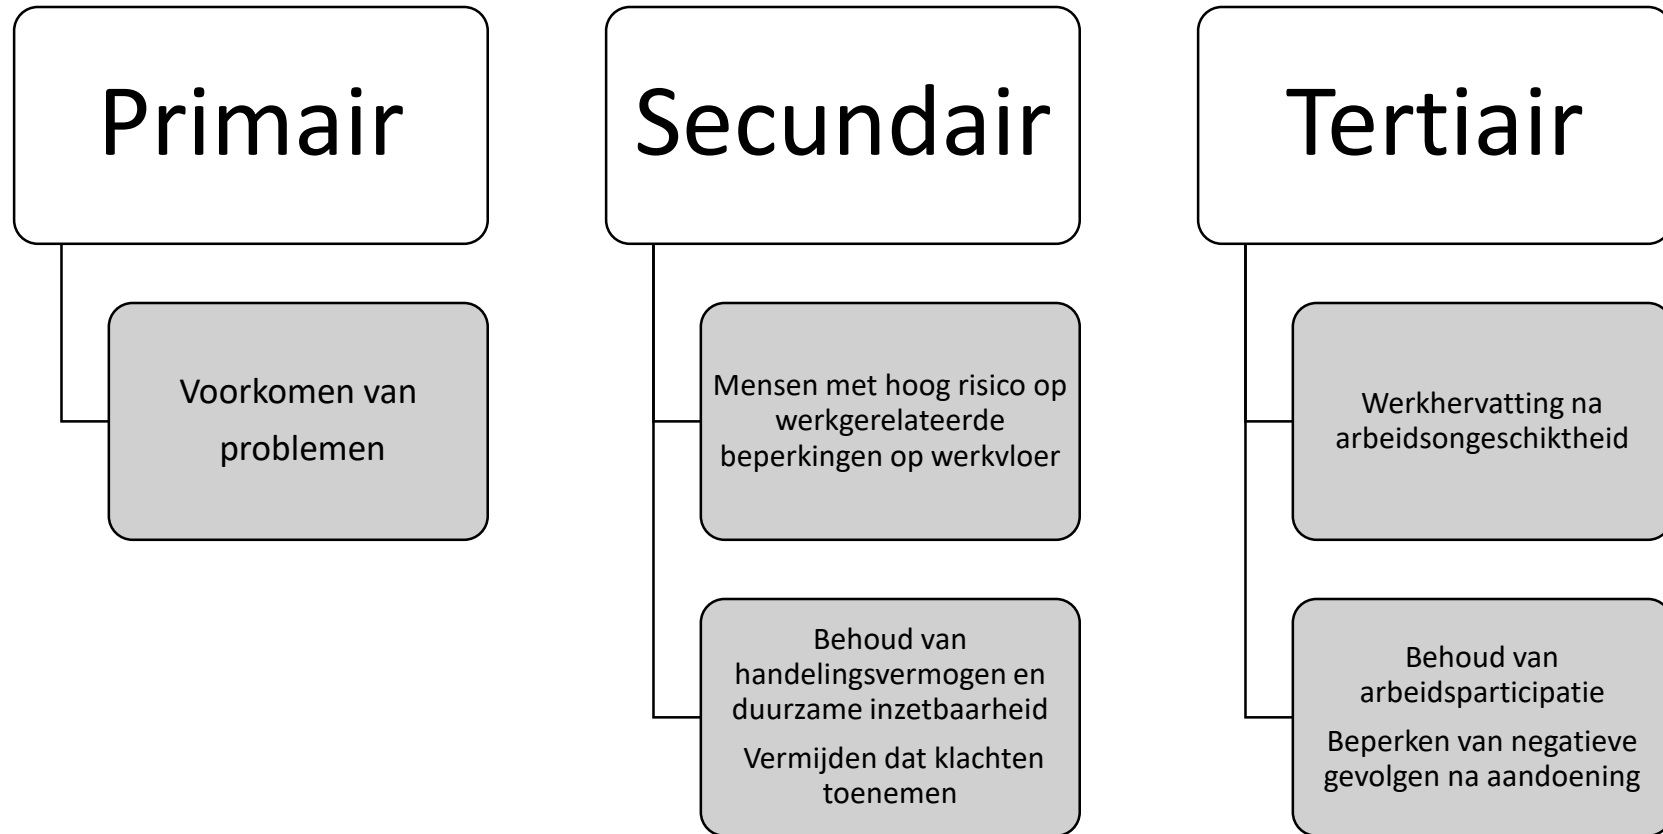 Primair
Voorkomen van
problemen
Secundair
Mensen met hoog risico op
werkgerelateerde
beperkingen op werkvloer
Behoud van
handelingsvermogen en
duurzame inzetbaarheid
Vermijden dat klachten
toenemen
Tertiair
Werkhervatting na
arbeidsongeschiktheid
Behoud van
arbeidsparticipatie
Beperken van negatieve
gevolgen na aandoening